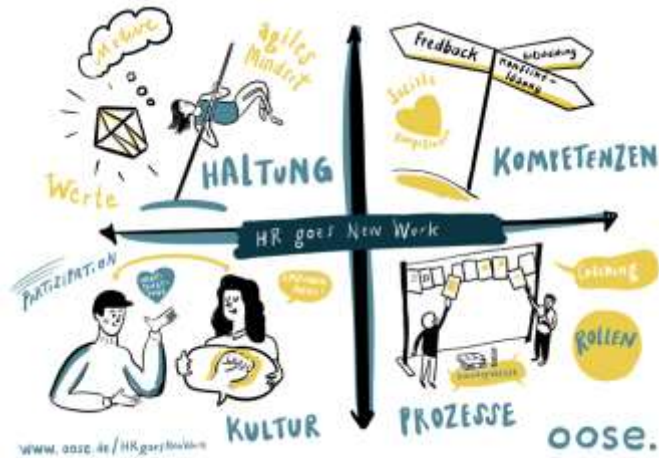 Motive
agiles
Mindset
Werte
HALTUNG
Feedback
Konflikt-
lösung
Soziale
Kompetenz
KOMPETENZEN
HR goes New Work
PARTIZIPATION
KULTUR
Coaching
ROLLEN
PROZESSE
www.oose.de/HRgoesNewWork
oose.